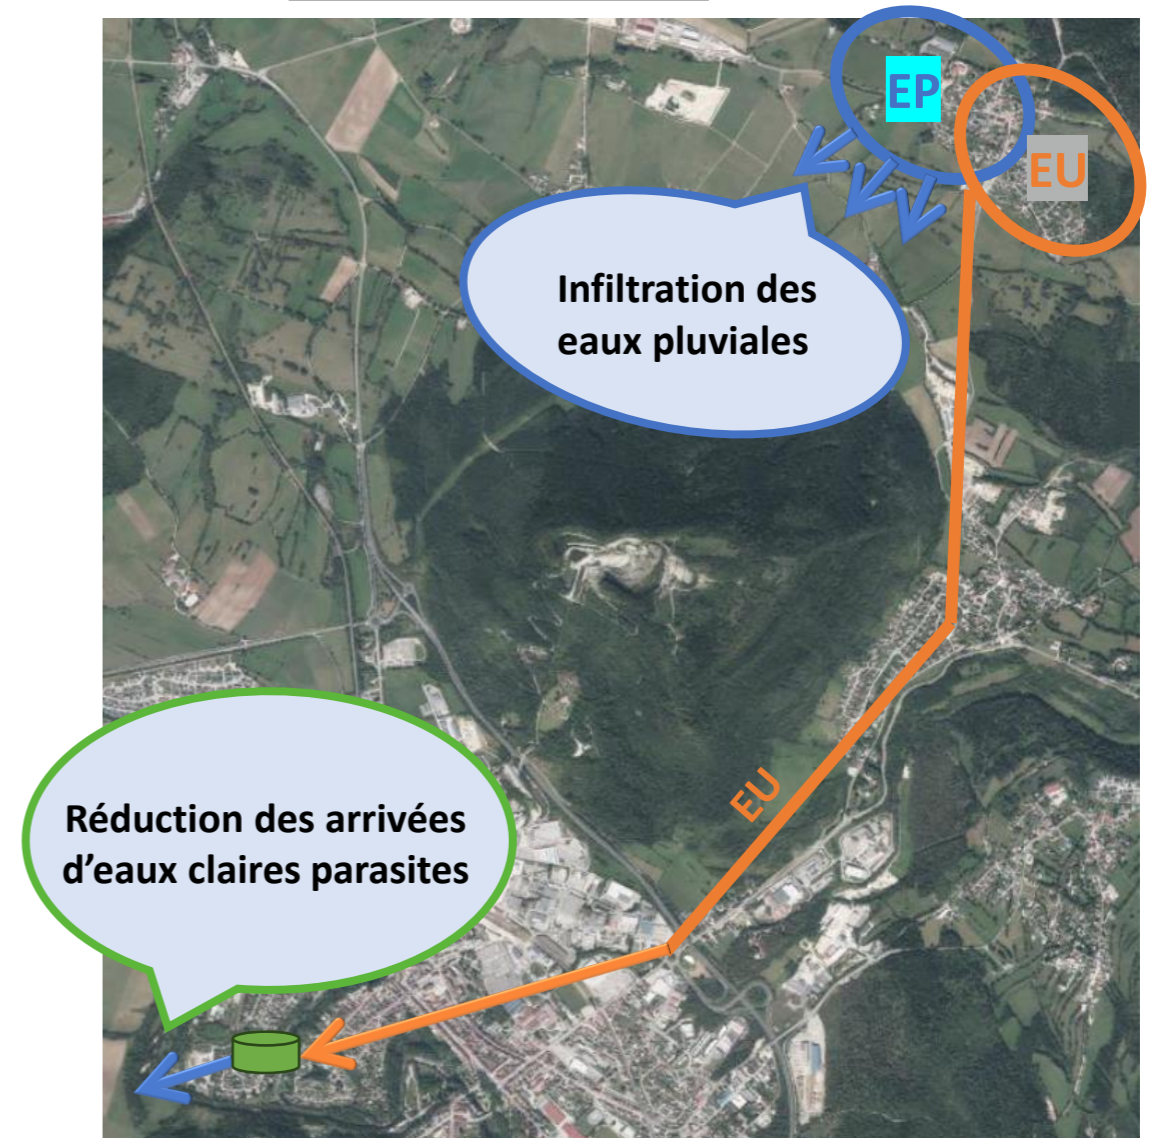 EP
EU
Infiltration des
eaux pluviales
EU
Réduction des arrivées
d’eaux claires parasites